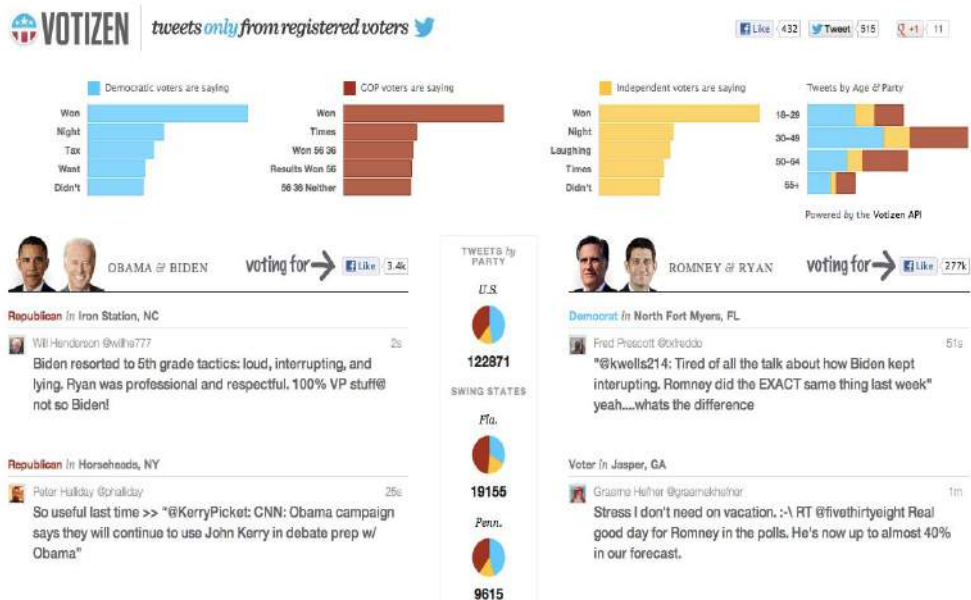 VOTIZEN
tweets only from registered voters
Like 432 Tweet 515 +1 11
Democratic voters are saying
Won
Night
Tax
Want
Didn't
GOP voters are saying
Won
Times
Won 56 36
Results Won 56
56 36 Neither
Independent voters are saying
Won
Night
Laughing
Times
Didn't
Tweets by Age & Party
18-29
30-49
50-64
65+
Powered by the Votizen API
OBAMA & BIDEN voting for Like 3.4k
Republican in Iron Station, NC
Will Henderson @wilhe777 2s
Biden resorted to 5th grade tactics: loud, interrupting, and
lying. Ryan was professional and respectful. 100% VP stuff@
not so Biden!
Republican in Horseheads, NY
Peter Halliday @phalliday 25s
So useful last time >> "@KerryPicket: CNN: Obama campaign
says they will continue to use John Kerry in debate prep w/
Obama"
TWEETS by
PARTY
U.S.
122871
SWING STATES
Fla.
19155
Penn.
9615
ROMNEY & RYAN voting for Like 277k
Democrat in North Fort Myers, FL
Fred Prescott 51s
"@kwells214: Tired of all the talk about how Biden kept
interupting. Romney did the EXACT same thing last week"
yeah....whats the difference
Voter in Jasper, GA
Graeme Hefner @graemekhefner 1m
Stress I don't need on vacation. :-\ RT @fivethirtyeight Real
good day for Romney in the polls. He's now up to almost 40%
in our forecast.